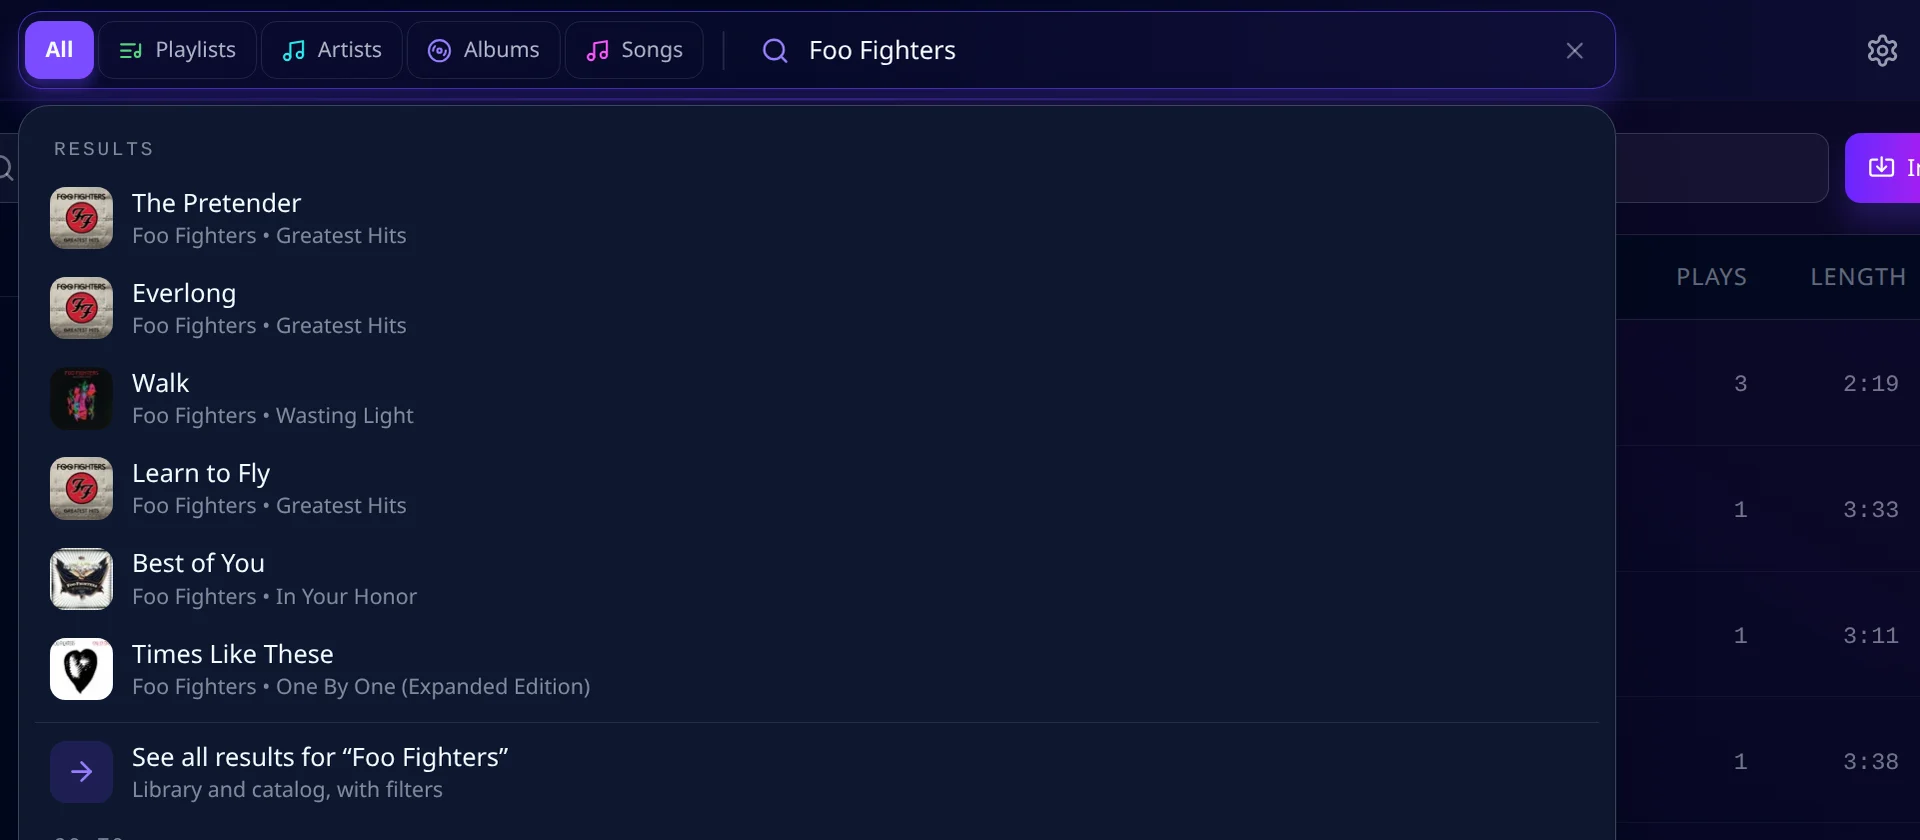 All
Playlists
Artists
Albums
Songs
Foo Fighters
RESULTS
The Pretender
Foo Fighters • Greatest Hits
Everlong
Foo Fighters • Greatest Hits
Walk
Foo Fighters • Wasting Light
Learn to Fly
Foo Fighters • Greatest Hits
Best of You
Foo Fighters • In Your Honor
Times Like These
Foo Fighters • One By One (Expanded Edition)
See all results for “Foo Fighters”
Library and catalog, with filters
PLAYS LENGTH
3 2:19
1 3:33
1 3:11
1 3:38